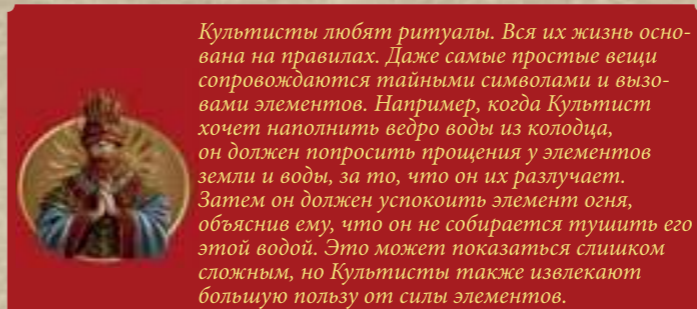 Культисты любят ритуалы. Вся их жизнь осно-
вана на правилах. Даже самые простые вещи
сопровождаются тайными символами и вызо-
вами элементов. Например, когда Культист
хочет наполнить ведро воды из колодца,
он должен попросить прощения у элементов
земли и воды, за то, что он их разлучает.
Затем он должен успокоить элемент огня,
объяснив ему, что он не собирается тушить его
этой водой. Это может показаться слишком
сложным, но Культисты также извлекают
большую пользу от силы элементов.